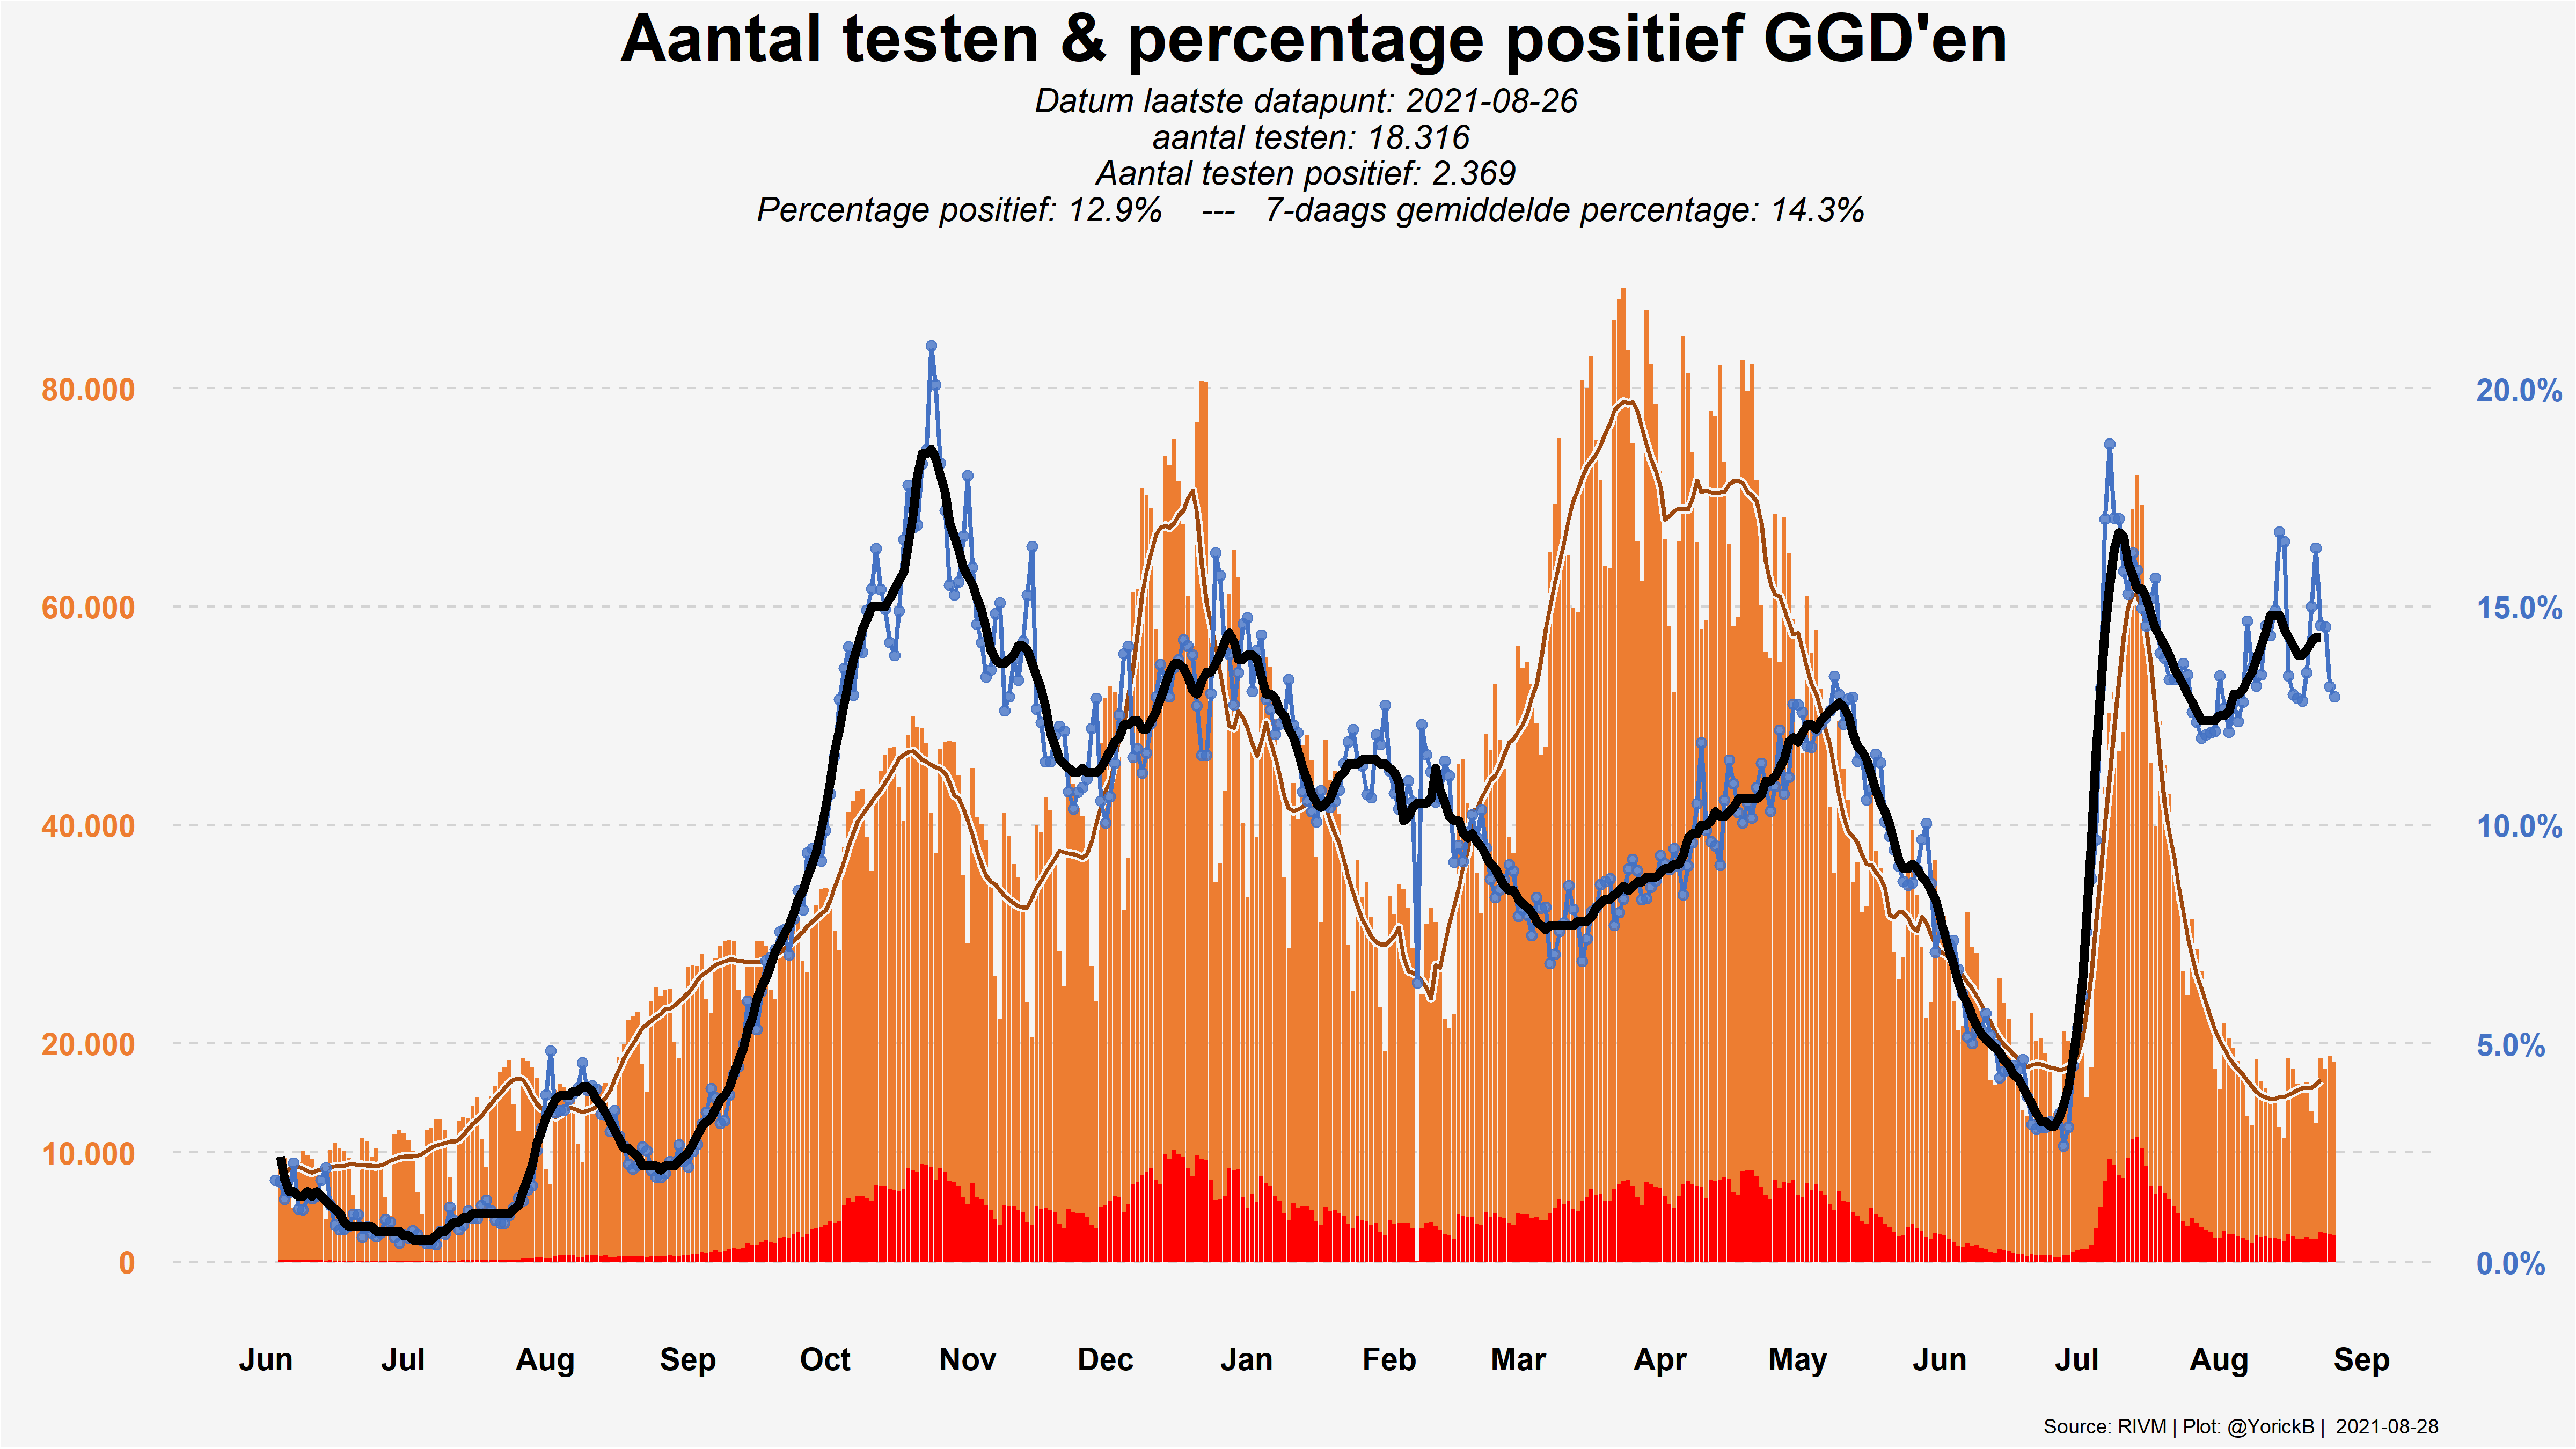 Aantal testen & percentage positief GGD'en
Datum laatste datapunt: 2021-08-26
aantal testen: 18.316
Aantal testen positief: 2.369
Percentage positief: 12.9% --- 7-daags gemiddelde percentage: 14.3%
80.000 20.0%
60.000 15.0%
40.000 10.0%
20.000 5.0%
10.000
0 0.0%
Jun Jul Aug Sep Oct Nov Dec Jan Feb Mar Apr May Jun Jul Aug Sep
Source: RIVM | Plot: @YorickB | 2021-08-28